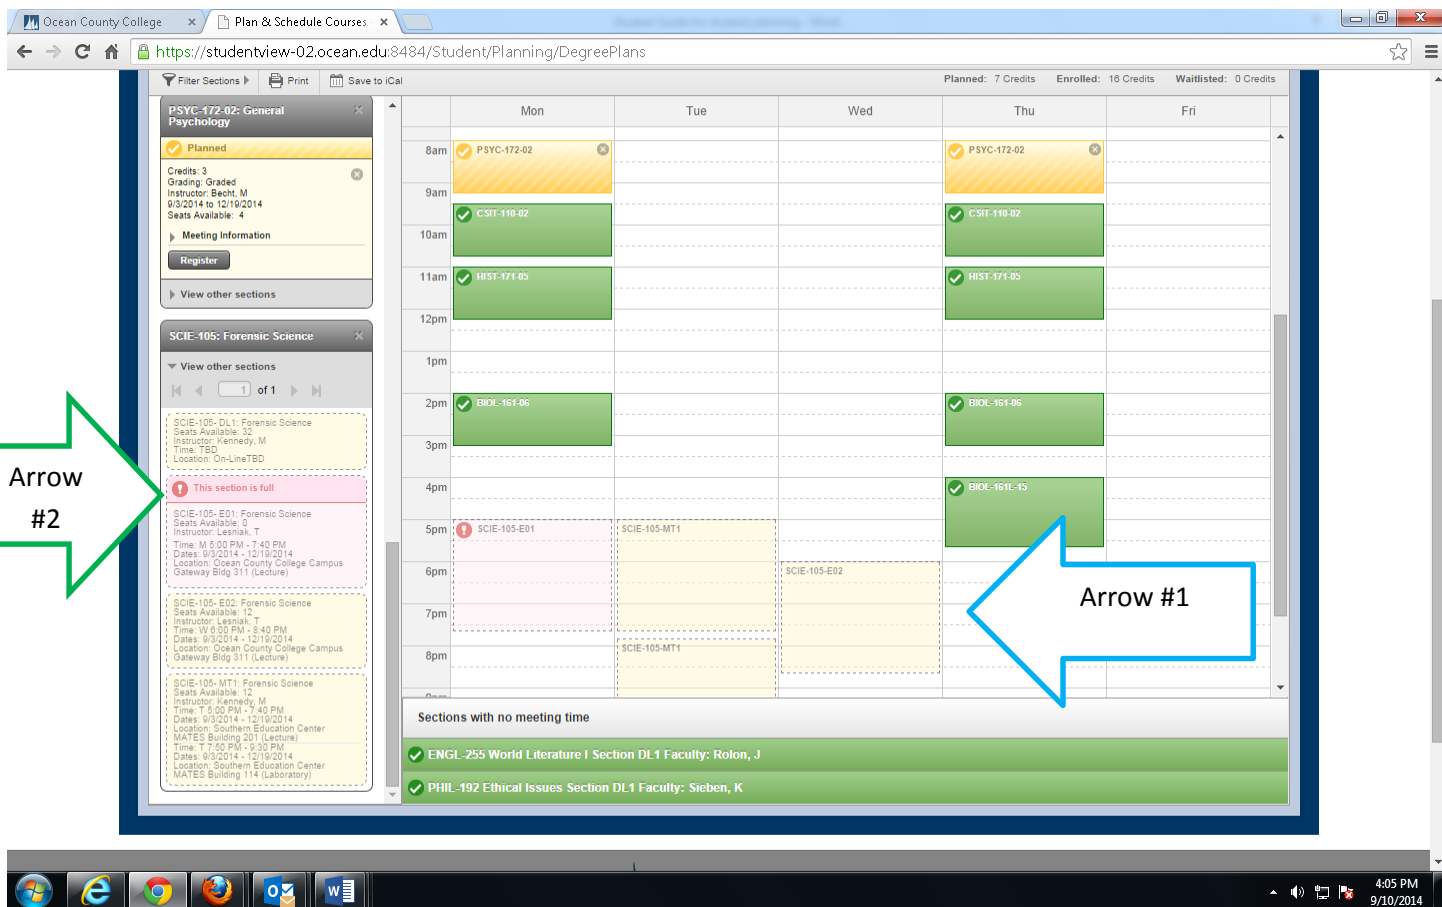 Ocean County College
Plan & Schedule Courses -
https://studentview-02.ocean.edu:8484/Student/Planning/DegreePlans
Filter Sections
Print
Save to iCal
Planned: 7 Credits Enrolled: 16 Credits Waitlisted: 0 Credits
PSYC-172-02: General
Psychology
Planned
Credits: 3
Grading: Graded
Instructor: Becht, M
9/3/2014 to 12/19/2014
Seats Available: 4
Meeting Information
Register
View other sections
SCIE-105: Forensic Science
View other sections
1 of 1
SCIE-105- DL1: Forensic Science
Seats Available: 32
Instructor: Kennedy, M
Time: TBD
Location: On-LineTBD
This section is full
SCIE-105- E01: Forensic Science
Seats Available: 0
Instructor: Lesniak, T
Time: M 5:00 PM - 7:40 PM
Dates: 9/3/2014 - 12/19/2014
Location: Ocean County College Campus
Gateway Bldg 311 (Lecture)
SCIE-105- E02: Forensic Science
Seats Available: 12
Instructor: Lesniak, T
Time: W 6:00 PM - 8:40 PM
Dates: 9/3/2014 - 12/19/2014
Location: Ocean County College Campus
Gateway Bldg 311 (Lecture)
SCIE-105- MT1: Forensic Science
Seats Available: 12
Instructor: Kennedy, M
Time: T 5:00 PM - 7:40 PM
Dates: 9/3/2014 - 12/19/2014
Location: Southern Education Center
MATES Building 201 (Lecture)
Time: T 7:50 PM - 9:30 PM
Dates: 9/3/2014 - 12/19/2014
Location: Southern Education Center
MATES Building 114 (Laboratory)
Arrow
#2
Mon Tue Wed Thu Fri
8am PSYC-172-02 PSYC-172-02
9am
CSIT-110-02 CSIT-110-02
10am
11am HIST-171-05 HIST-171-05
12pm
1pm
2pm BIOL-161-06 BIOL-161-06
3pm
4pm BIOL-161L-15
5pm SCIE-105-E01 SCIE-105-MT1
6pm SCIE-105-E02
Arrow #1
7pm
8pm SCIE-105-MT1
Sections with no meeting time
ENGL-255 World Literature I Section DL1 Faculty: Rolon, J
PHIL-192 Ethical Issues Section DL1 Faculty: Sieben, K
4:05 PM
9/10/2014